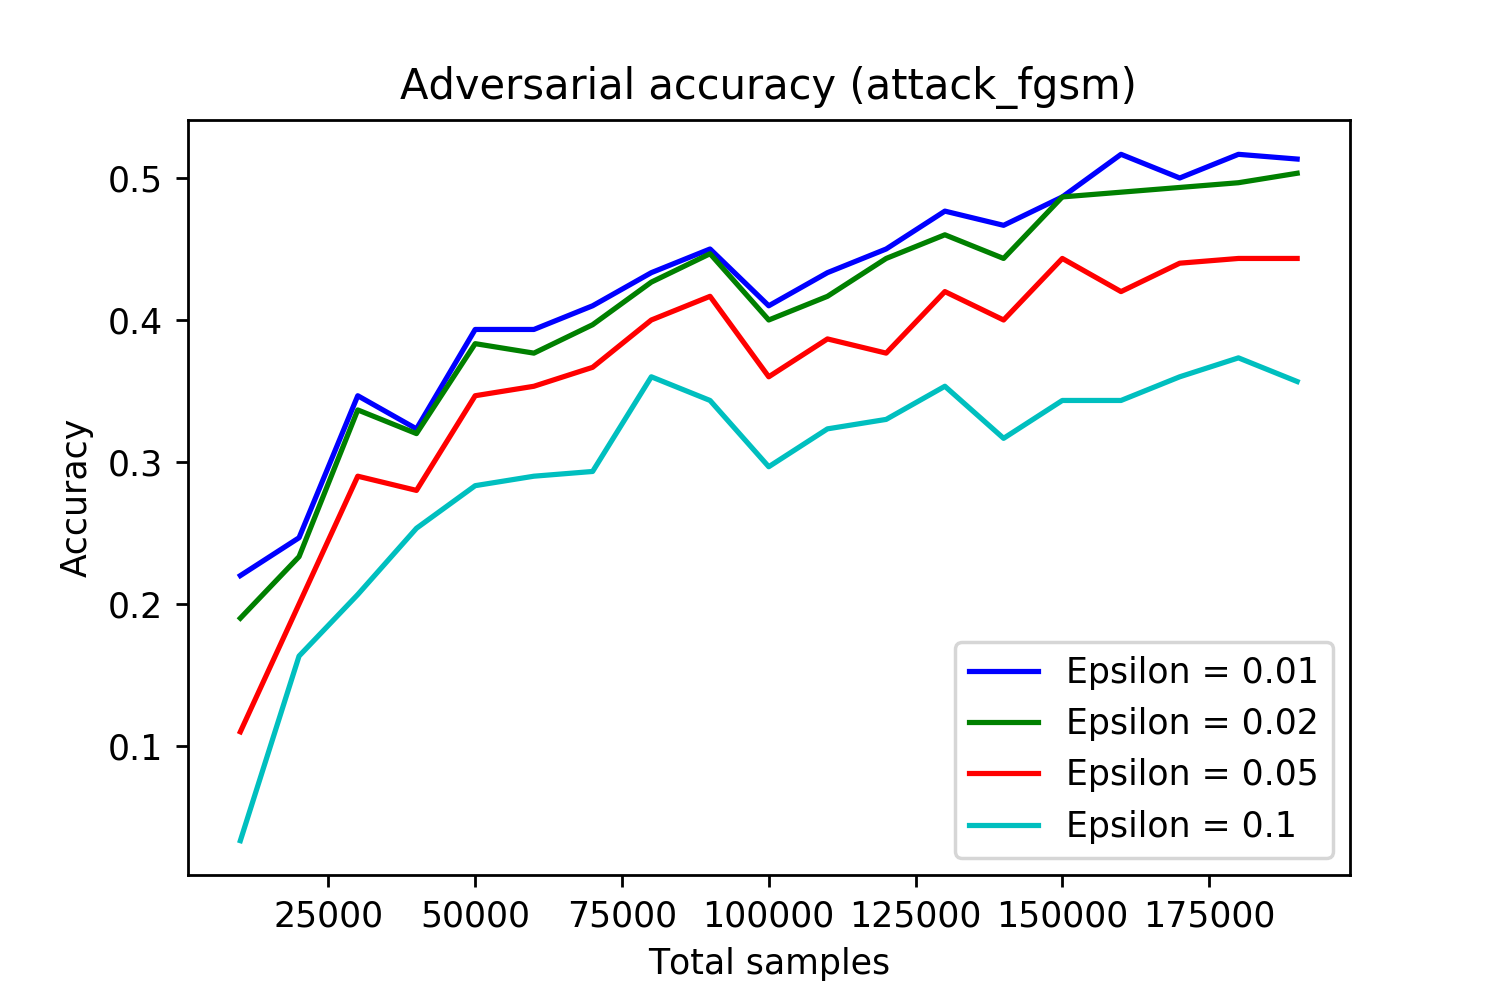 Adversarial accuracy (attack_fgsm)
0.5
0.4
0.3
0.2
0.1
Accuracy
Epsilon = 0.01
Epsilon = 0.02
Epsilon = 0.05
Epsilon = 0.1
25000 50000 75000 100000 125000 150000 175000
Total samples